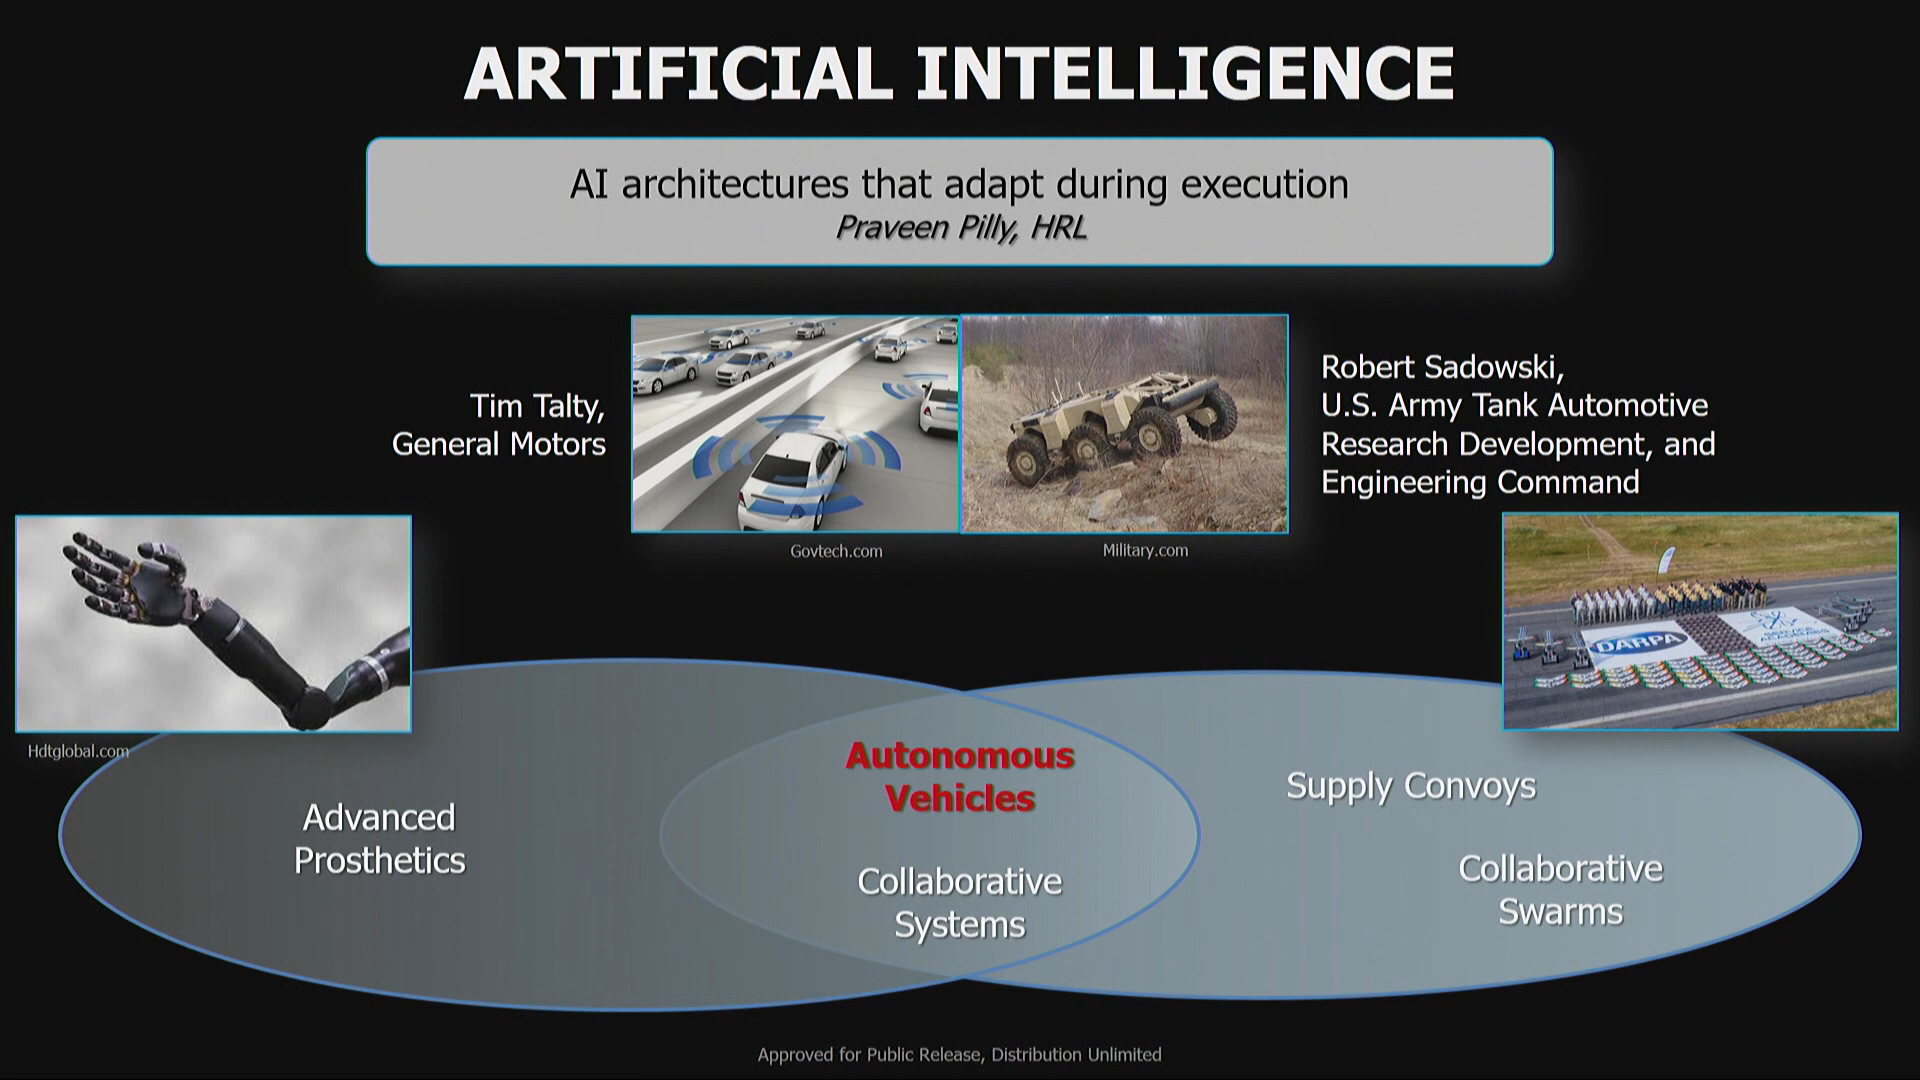 ARTIFICIAL INTELLIGENCE
AI architectures that adapt during execution
Praveen Pilly, HRL
Tim Talty,
General Motors
Robert Sadowski,
U.S. Army Tank Automotive
Research Development, and
Engineering Command
Govtech.com
Military.com
DARPA
SERVICE
ACADEMIES
Hdtglobal.com
Advanced
Prosthetics
Autonomous
Vehicles
Collaborative
Systems
Supply Convoys
Collaborative
Swarms
Approved for Public Release, Distribution Unlimited